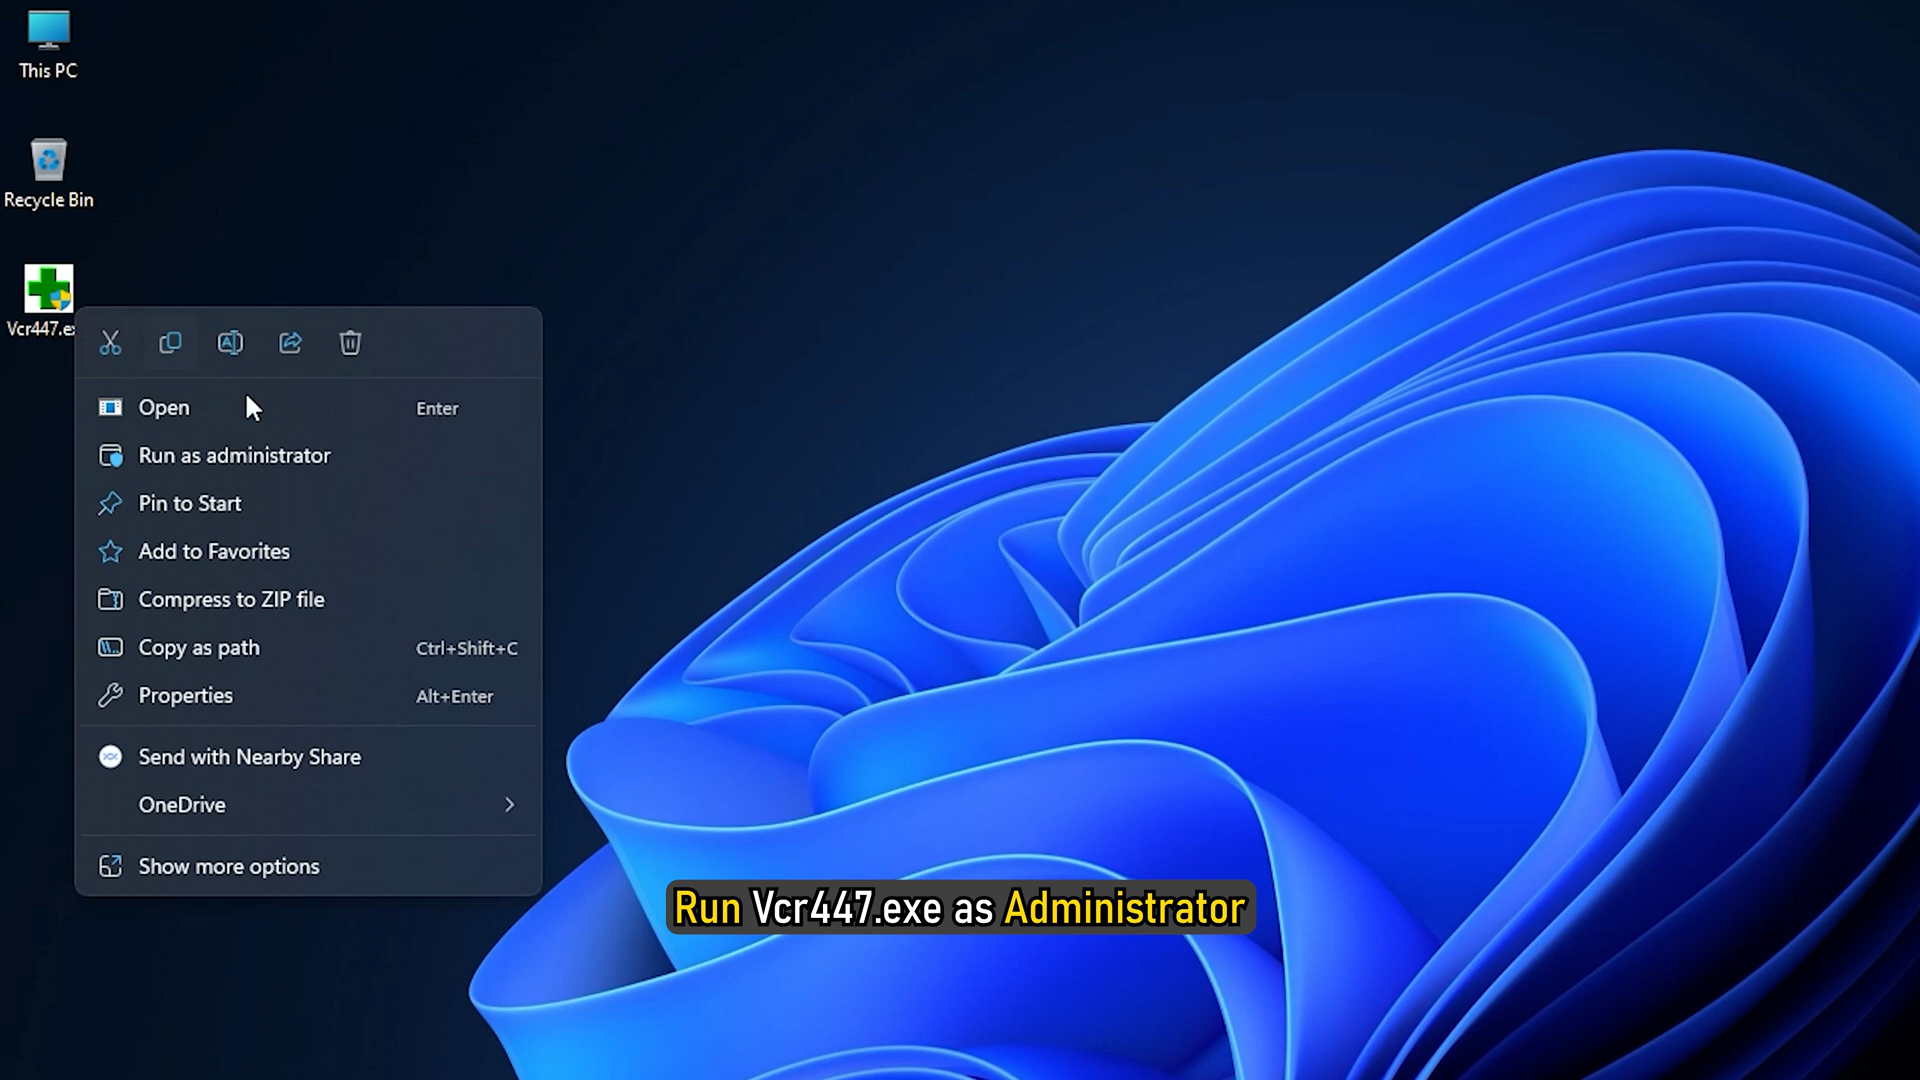 This PC
Recycle Bin
Vcr447.ex
Open Enter
Run as administrator
Pin to Start
Add to Favorites
Compress to ZIP file
Copy as path Ctrl+Shift+C
Properties Alt+Enter
Send with Nearby Share
OneDrive
Show more options
Run Vcr447.exe as Administrator